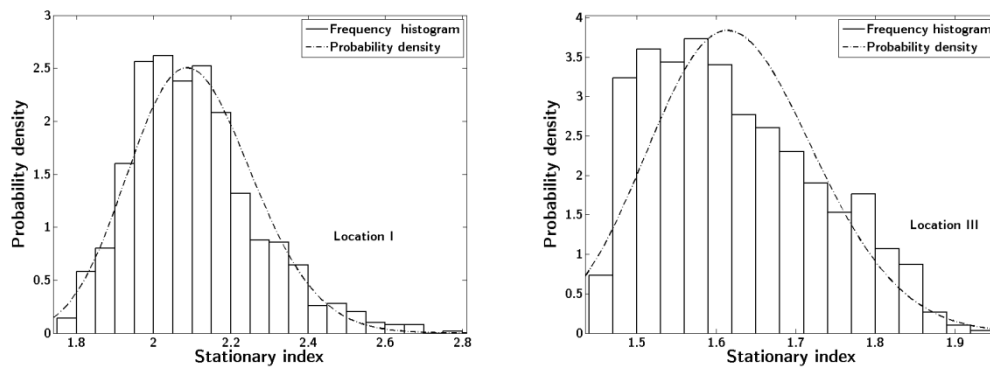 3
2.5
2
1.5
1
0.5
0
1.8
2
2.2
2.4
2.6
2.8
Probability density
Stationary index
Frequency histogram
Probability density
Location I
4
3.5
3
2.5
2
1.5
1
0.5
0
1.5
1.6
1.7
1.8
1.9
Probability density
Stationary index
Frequency histogram
Probability density
Location III